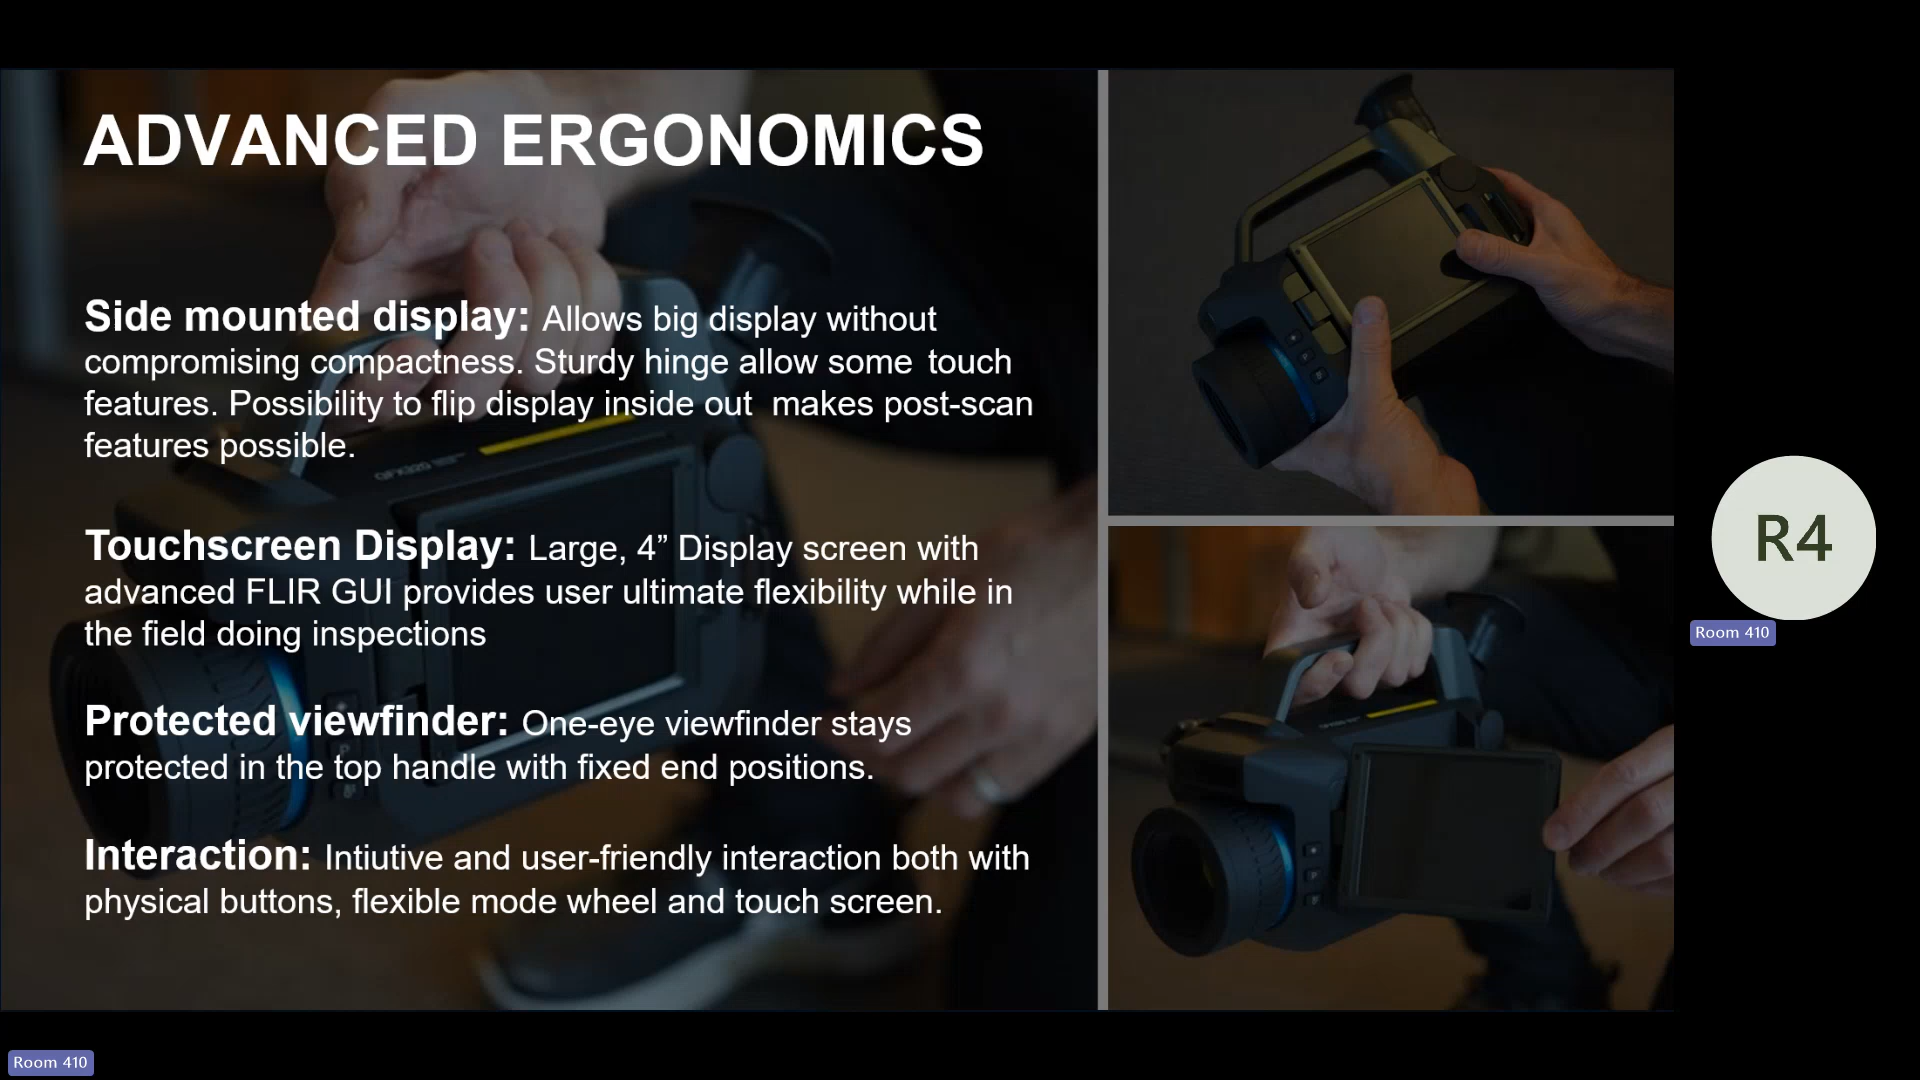 ADVANCED ERGONOMICS
Side mounted display: Allows big display without
compromising compactness. Sturdy hinge allow some touch
features. Possibility to flip display inside out makes post-scan
features possible.
Touchscreen Display: Large, 4” Display screen with
advanced FLIR GUI provides user ultimate flexibility while in
the field doing inspections
Protected viewfinder: One-eye viewfinder stays
protected in the top handle with fixed end positions.
Interaction: Intiutive and user-friendly interaction both with
physical buttons, flexible mode wheel and touch screen.
R4
Room 410
Room 410